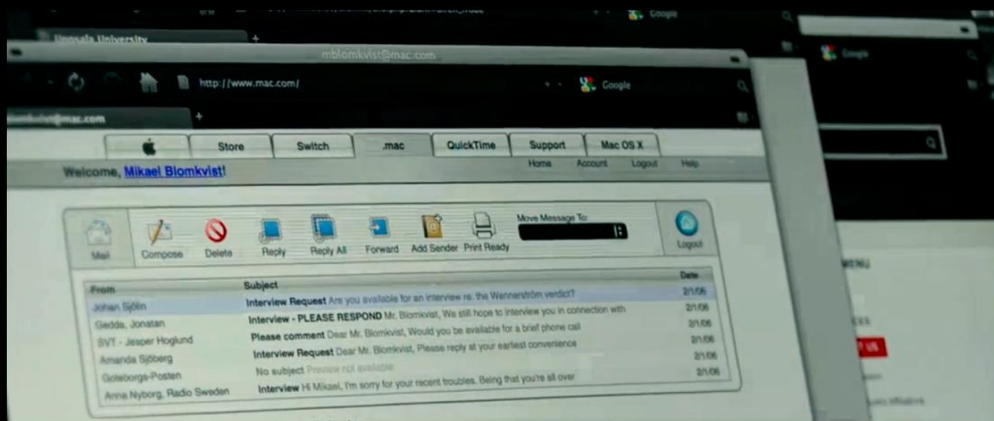 Uppsala University
Google
mblomkvist@mac.com
Google
http://www.mac.com/
Google
@mac.com
Store
Switch
.mac
QuickTime
Support
Mac OS X
Home
Account
Logout
Help
Welcome, Mikael Blomkvist!
Mail
Compose
Delete
Reply
Reply All
Forward
Add Sender
Print Ready
Move Message To:
Logout
From Subject Date
Johan Sjölin Interview Request Are you available for an interview re: the Wennerström verdict? 2/1/06
Gedda, Jonatan Interview - PLEASE RESPOND Mr. Blomkvist, We still hope to interview you in connection with 2/1/06
SVT - Jesper Hoglund Please comment Dear Mr. Blomkvist, Would you be available for a brief phone call 2/1/06
Amanda Sjöberg Interview Request Dear Mr. Blomkvist, Please reply at your earliest convenience 2/1/06
Goteborgs-Posten No subject Preview not available 2/1/06
Anna Nyborg, Radio Sweden Interview Hi Mikael, I'm sorry for your recent troubles. Being that you're all over 2/1/06
MENU
T US